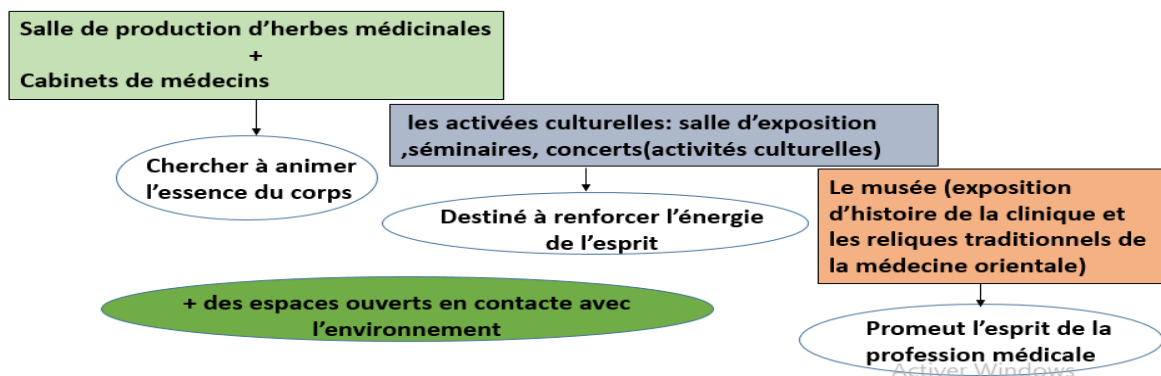 Salle de production d’herbes médicinales
+
Cabinets de médecins
Chercher à animer
l’essence du corps
les activées culturelles: salle d’exposition
,séminaires, concerts(activités culturelles)
Destiné à renforcer l’énergie
de l’esprit
Le musée (exposition
d’histoire de la clinique et
les reliques traditionnels de
la médecine orientale)
+ des espaces ouverts en contacte avec
l’environnement
Promeut l’esprit de la
profession médicale
Activer Windows